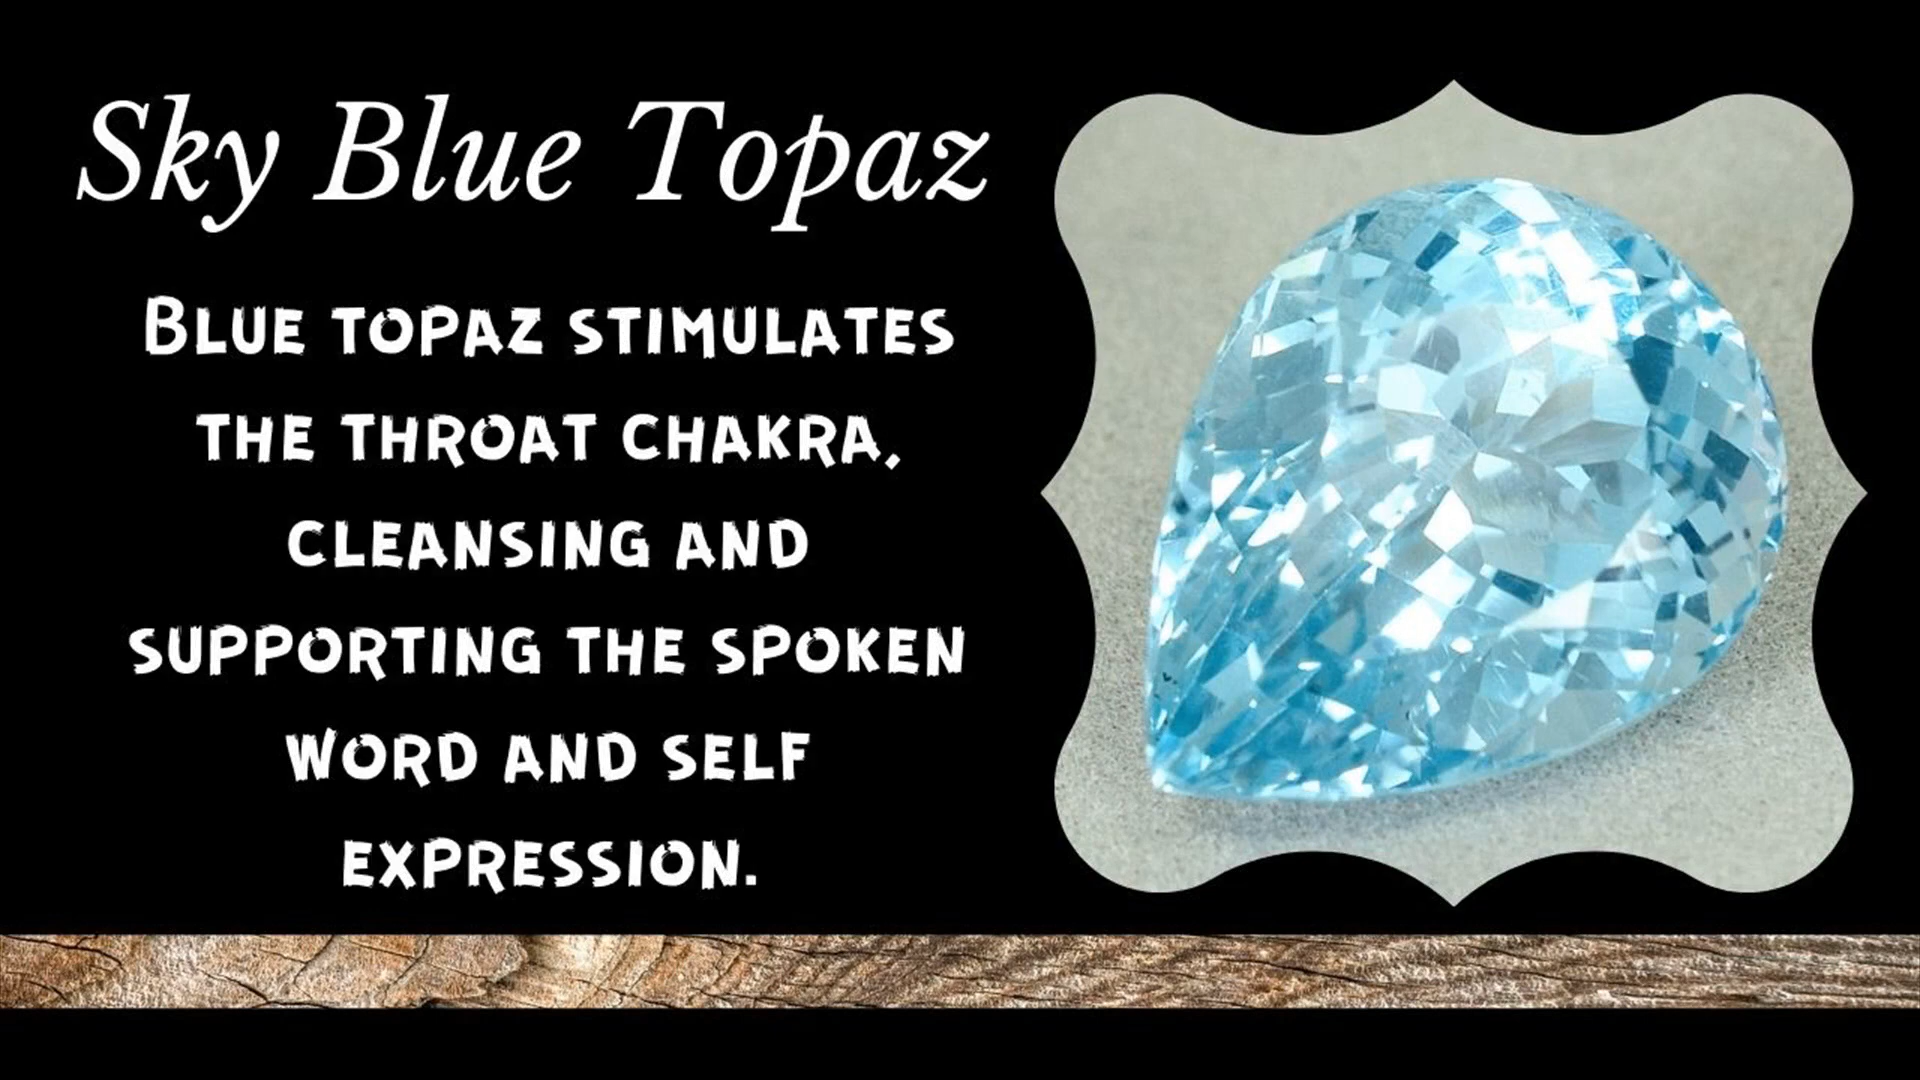 Sky Blue Topaz
Blue topaz stimulates
the throat chakra,
cleansing and
supporting the spoken
word and self
expression.